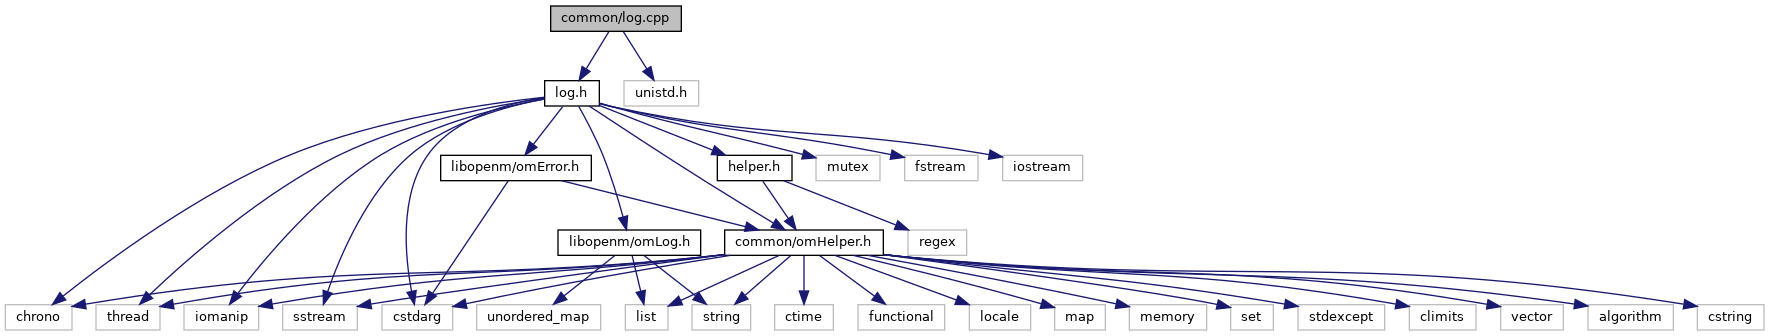 common/log.cpp
log.h
unistd.h
libopenm/omError.h
helper.h
mutex
fstream
iostream
libopenm/omLog.h
common/omHelper.h
regex
chrono
thread
iomanip
sstream
cstdarg
unordered_map
list
string
ctime
functional
locale
map
memory
set
stdexcept
climits
vector
algorithm
cstring